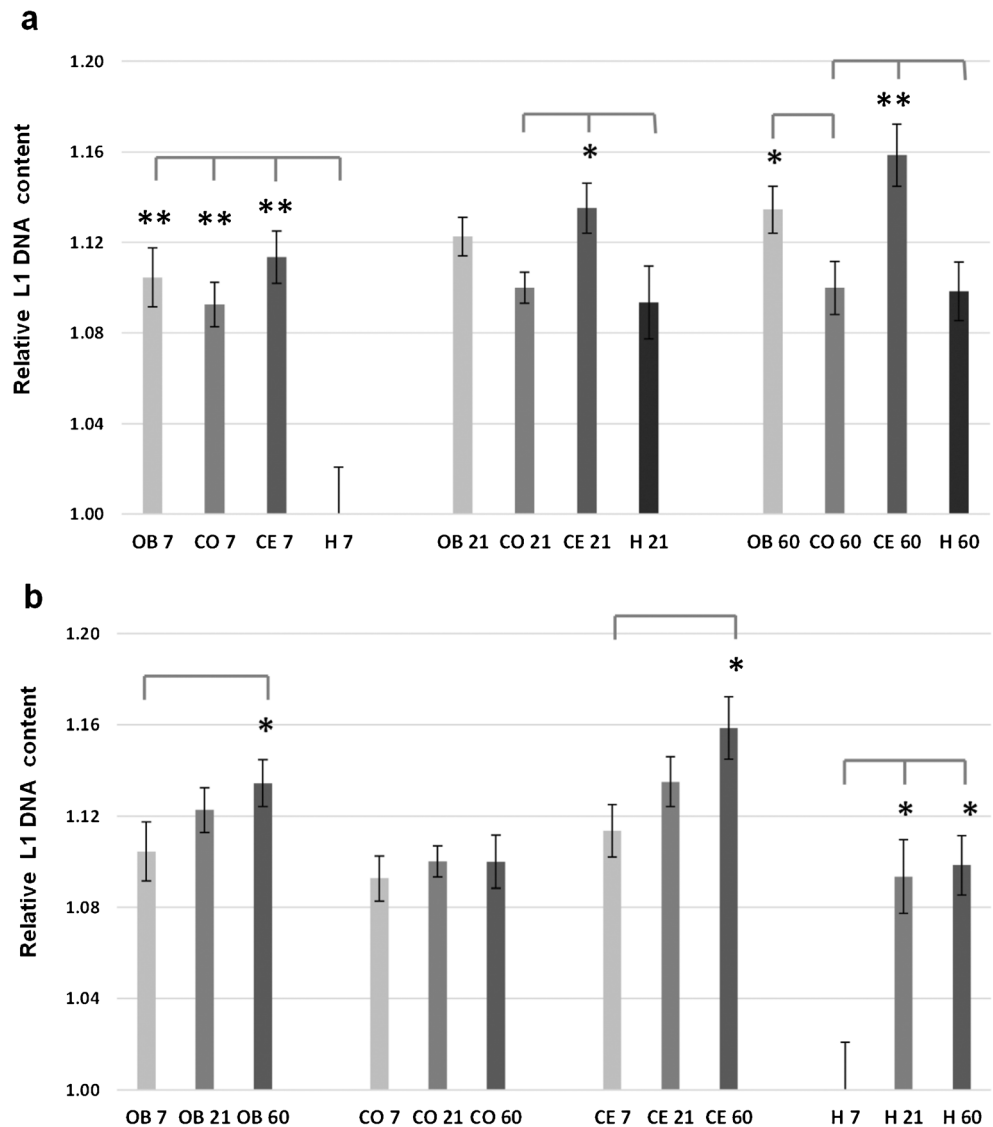 a
Relative L1 DNA content
1.20
1.16
1.12
1.08
1.04
1.00
** ** ** * * **
OB 7 CO 7 CE 7 H 7 OB 21 CO 21 CE 21 H 21 OB 60 CO 60 CE 60 H 60
b
Relative L1 DNA content
1.20
1.16
1.12
1.08
1.04
1.00
* * * *
OB 7 OB 21 OB 60 CO 7 CO 21 CO 60 CE 7 CE 21 CE 60 H 7 H 21 H 60